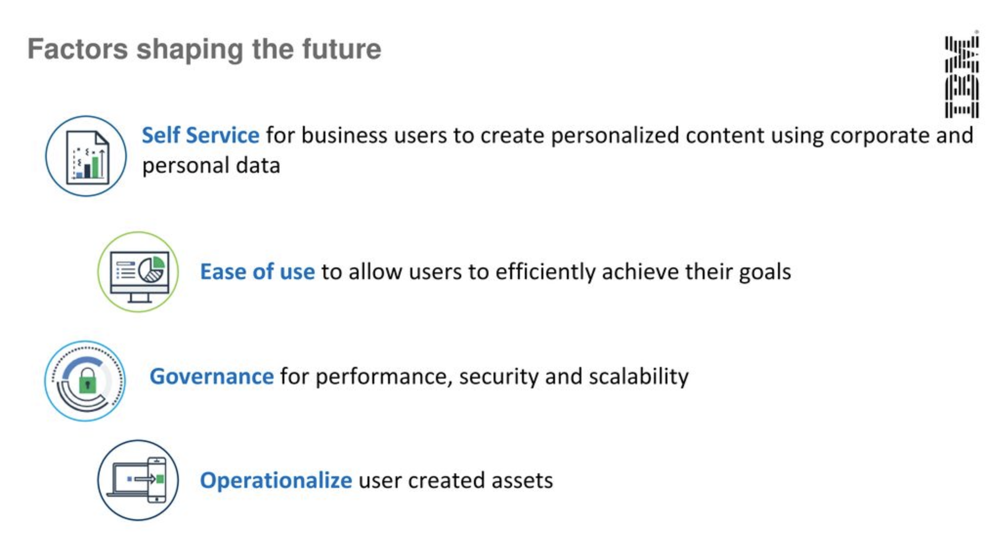 Factors shaping the future
IBM®
Self Service for business users to create personalized content using corporate and
personal data
Ease of use to allow users to efficiently achieve their goals
Governance for performance, security and scalability
Operationalize user created assets